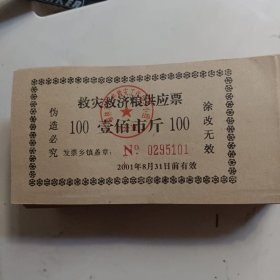 救灾救济粮供应票
伪造必究
100 壹佰市斤 100
涂改无效
发票乡镇盖章：
Nº 0295101
2001年8月31日前有效